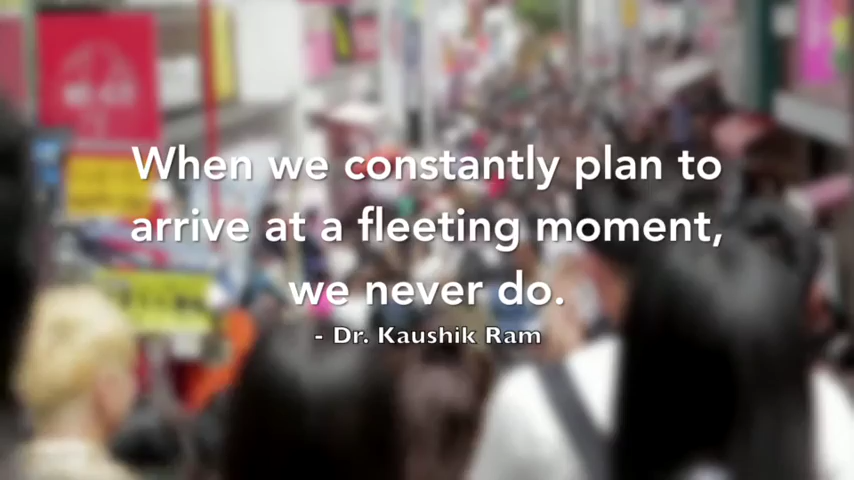 When we constantly plan to
arrive at a fleeting moment,
we never do.
- Dr. Kaushik Ram